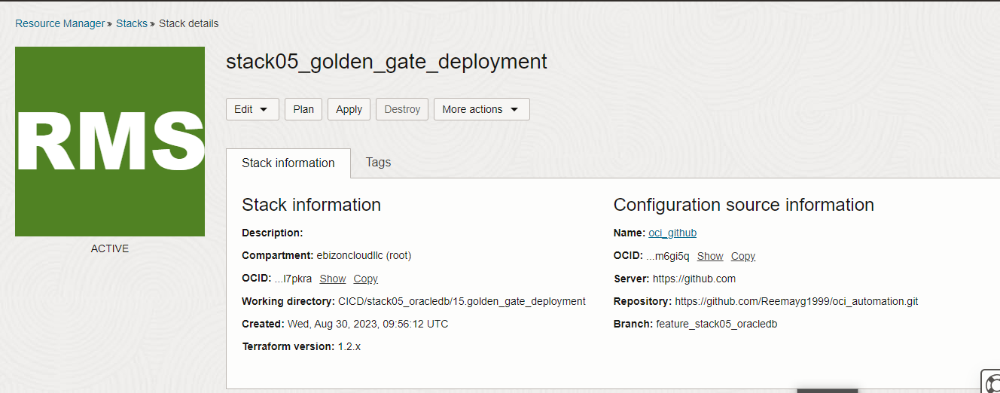 Resource Manager » Stacks » Stack details
RMS
ACTIVE
stack05_golden_gate_deployment
Edit Plan Apply Destroy More actions
Stack information Tags
Stack information
Description:
Compartment: ebizoncloudllc (root)
OCID: ...l7pkra Show Copy
Working directory: CICD/stack05_oracledb/15.golden_gate_deployment
Created: Wed, Aug 30, 2023, 09:56:12 UTC
Terraform version: 1.2.x
Configuration source information
Name: oci_github
OCID: ...m6gi5q Show Copy
Server: https://github.com
Repository: https://github.com/Reemayg1999/oci_automation.git
Branch: feature_stack05_oracledb